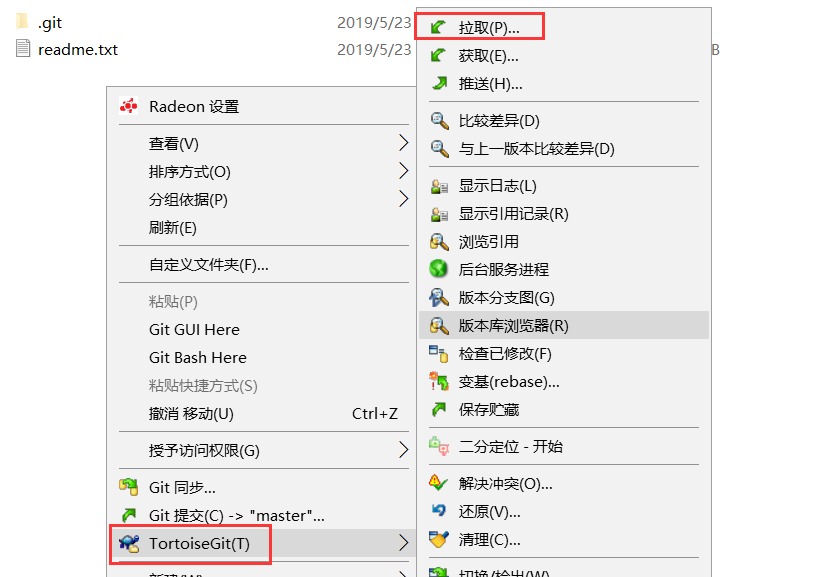 .git 2019/5/23
readme.txt 2019/5/23 B
Radeon 设置
查看(V)
排序方式(O)
分组依据(P)
刷新(E)
自定义文件夹(F)...
粘贴(P)
Git GUI Here
Git Bash Here
粘贴快捷方式(S)
撤消 移动(U) Ctrl+Z
授予访问权限(G)
Git 同步...
Git 提交(C) -> "master"...
TortoiseGit(T)
新建(W)
拉取(P)...
获取(E)...
推送(H)...
比较差异(D)
与上一版本比较差异(D)
显示日志(L)
显示引用记录(R)
浏览引用
后台服务进程
版本分支图(G)
版本库浏览器(R)
检查已修改(F)
变基(rebase)...
保存贮藏
二分定位 - 开始
解决冲突(O)...
还原(V)...
清理(C)...
切换/检出(W)...